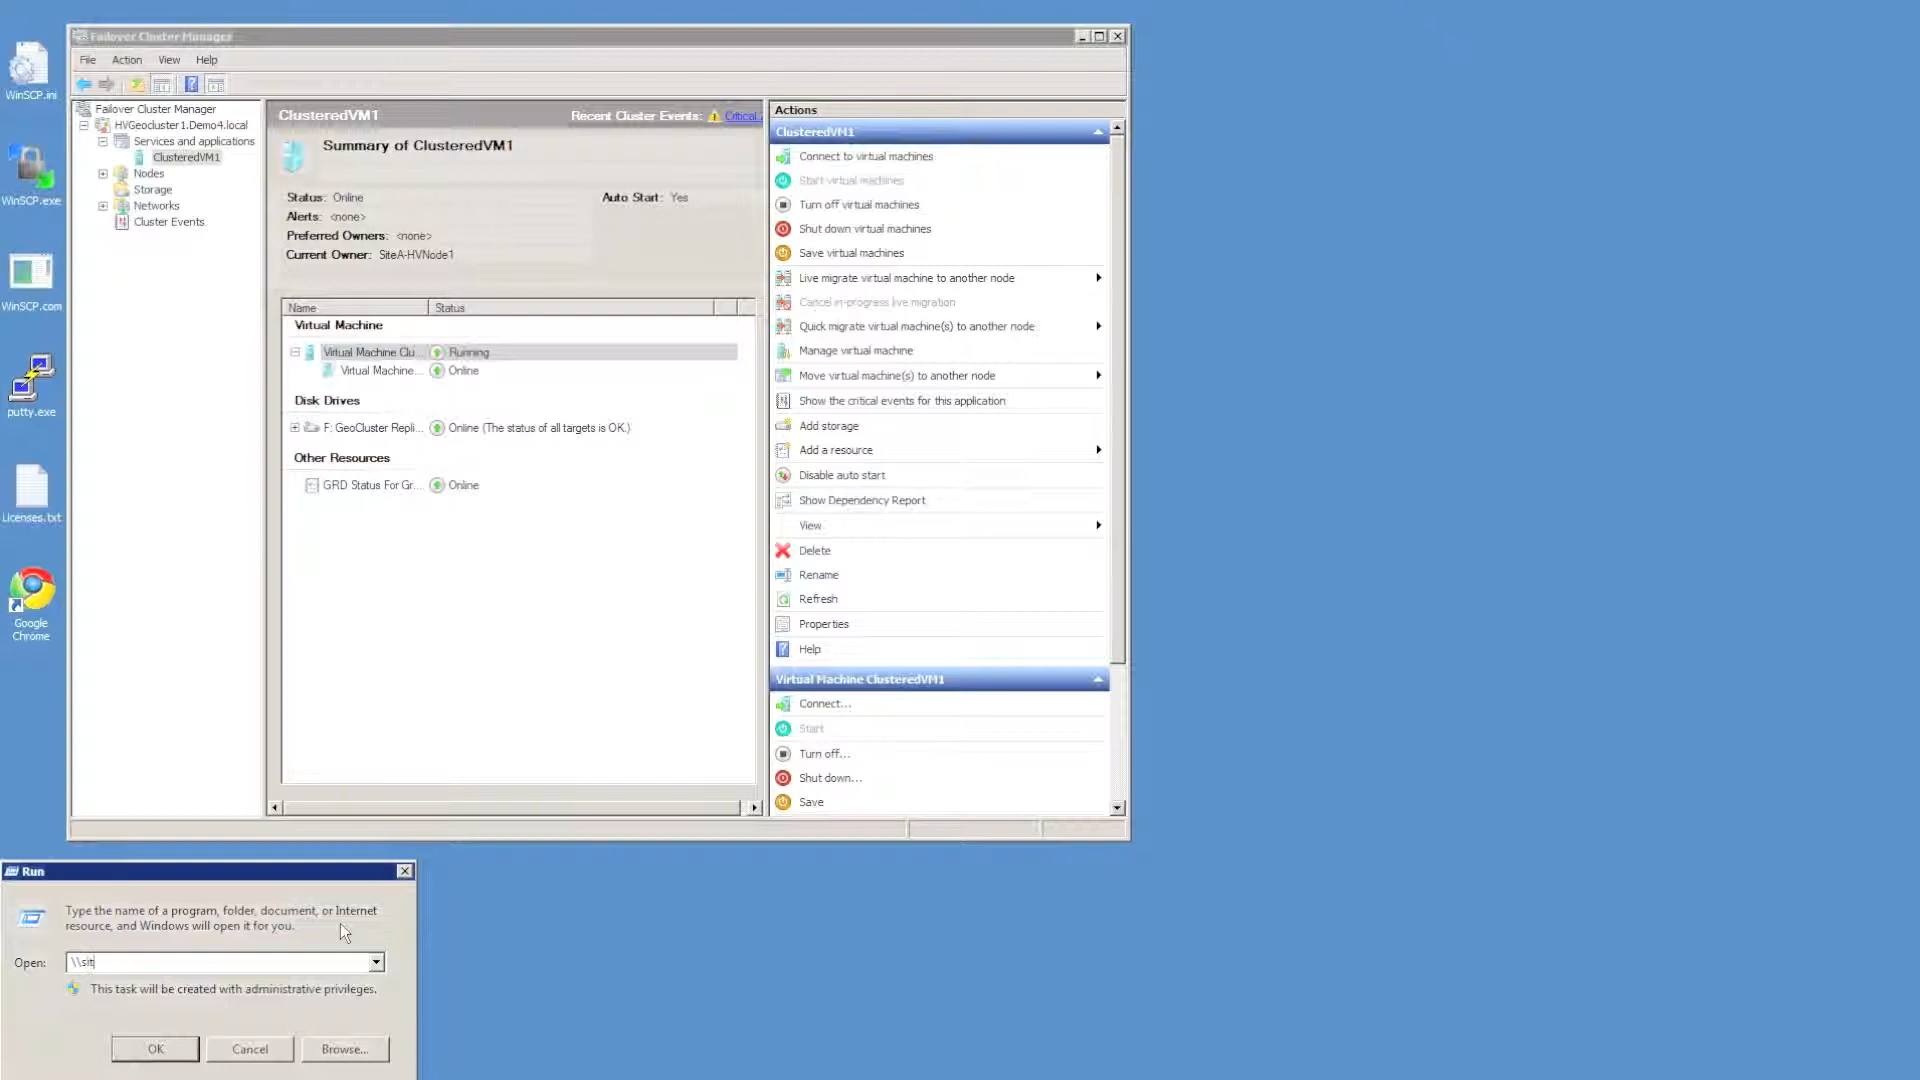 WinSCP.ini
WinSCP.exe
WinSCP.com
putty.exe
Licenses.txt
Google
Chrome
Failover Cluster Manager
File Action View Help
Failover Cluster Manager
HVGeocluster1.Demo4.local
Services and applications
ClusteredVM1
Nodes
Storage
Networks
Cluster Events
ClusteredVM1 Recent Cluster Events: Critical
Summary of ClusteredVM1
Status: Online Auto Start: Yes
Alerts: <none>
Preferred Owners: <none>
Current Owner: SiteA-HVNode1
Name Status
Virtual Machine
Virtual Machine Clu... Running
Virtual Machine... Online
Disk Drives
F: GeoCluster Repli... Online (The status of all targets is OK.)
Other Resources
GRD Status For Gr... Online
Actions
ClusteredVM1
Connect to virtual machines
Start virtual machines
Turn off virtual machines
Shut down virtual machines
Save virtual machines
Live migrate virtual machine to another node
Cancel in-progress live migration
Quick migrate virtual machine(s) to another node
Manage virtual machine
Move virtual machine(s) to another node
Show the critical events for this application
Add storage
Add a resource
Disable auto start
Show Dependency Report
View
Delete
Rename
Refresh
Properties
Help
Virtual Machine ClusteredVM1
Connect...
Start
Turn off...
Shut down...
Save
Run
Type the name of a program, folder, document, or Internet
resource, and Windows will open it for you.
Open: \\sit
This task will be created with administrative privileges.
OK Cancel Browse...